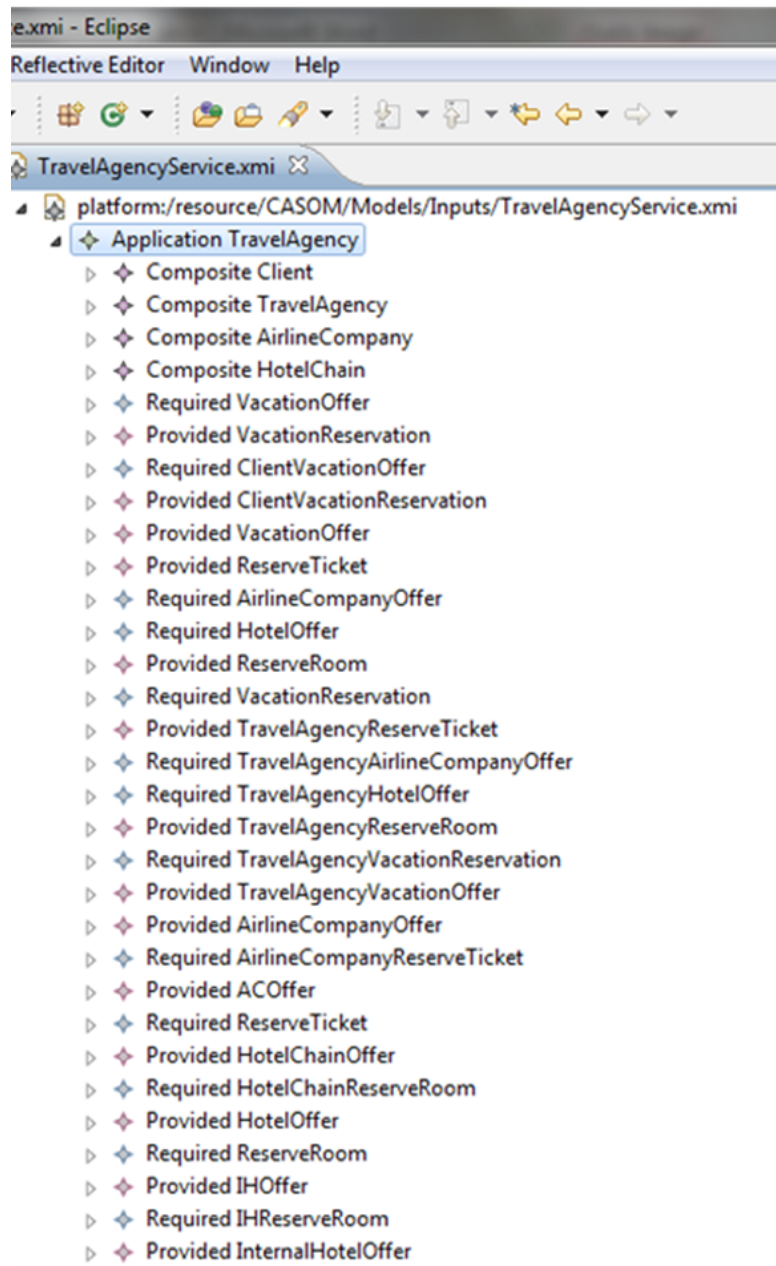 e.xmi - Eclipse
Reflective Editor Window Help
TravelAgencyService.xmi
platform:/resource/CASOM/Models/Inputs/TravelAgencyService.xmi
Application TravelAgency
Composite Client
Composite TravelAgency
Composite AirlineCompany
Composite HotelChain
Required VacationOffer
Provided VacationReservation
Required ClientVacationOffer
Provided ClientVacationReservation
Provided VacationOffer
Provided ReserveTicket
Required AirlineCompanyOffer
Required HotelOffer
Provided ReserveRoom
Required VacationReservation
Provided TravelAgencyReserveTicket
Required TravelAgencyAirlineCompanyOffer
Required TravelAgencyHotelOffer
Provided TravelAgencyReserveRoom
Required TravelAgencyVacationReservation
Provided TravelAgencyVacationOffer
Provided AirlineCompanyOffer
Required AirlineCompanyReserveTicket
Provided ACOffer
Required ReserveTicket
Provided HotelChainOffer
Required HotelChainReserveRoom
Provided HotelOffer
Required ReserveRoom
Provided IHOffer
Required IHReserveRoom
Provided InternalHotelOffer